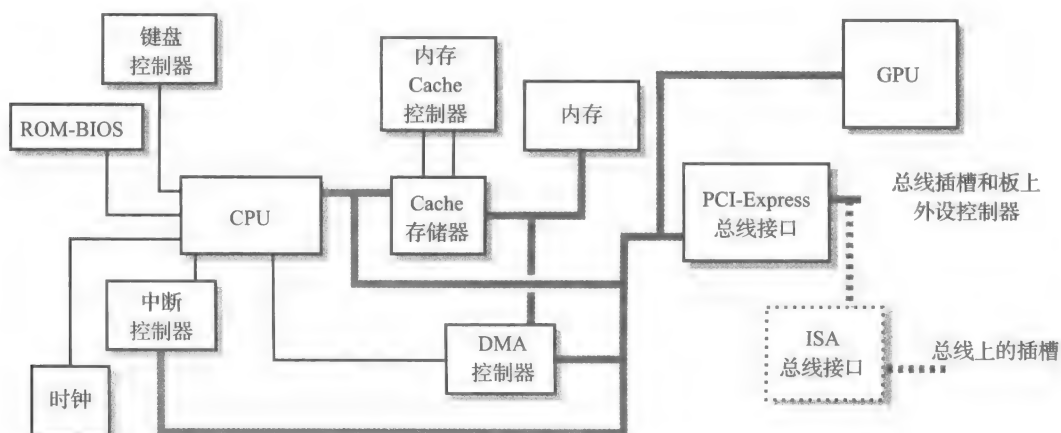 键盘
控制器
内存
Cache
控制器
内存
GPU
ROM-BIOS
CPU
Cache
存储器
PCI-Express
总线接口
总线插槽和板上
外设控制器
中断
控制器
DMA
控制器
ISA
总线接口
总线上的插槽
时钟